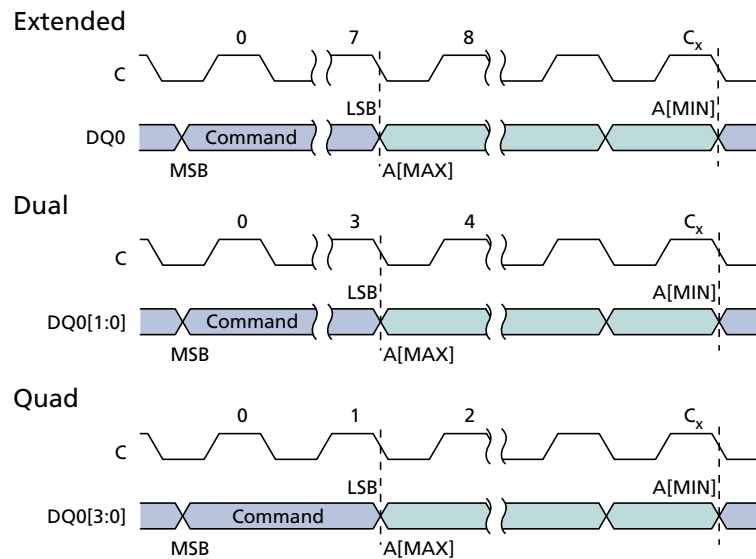 Extended
0 7 8 Cx
C
LSB A[MIN]
DQ0 Command
MSB A[MAX]
Dual
0 3 4 Cx
C
LSB A[MIN]
DQ0[1:0] Command
MSB A[MAX]
Quad
0 1 2 Cx
C
LSB A[MIN]
DQ0[3:0] Command
MSB A[MAX]